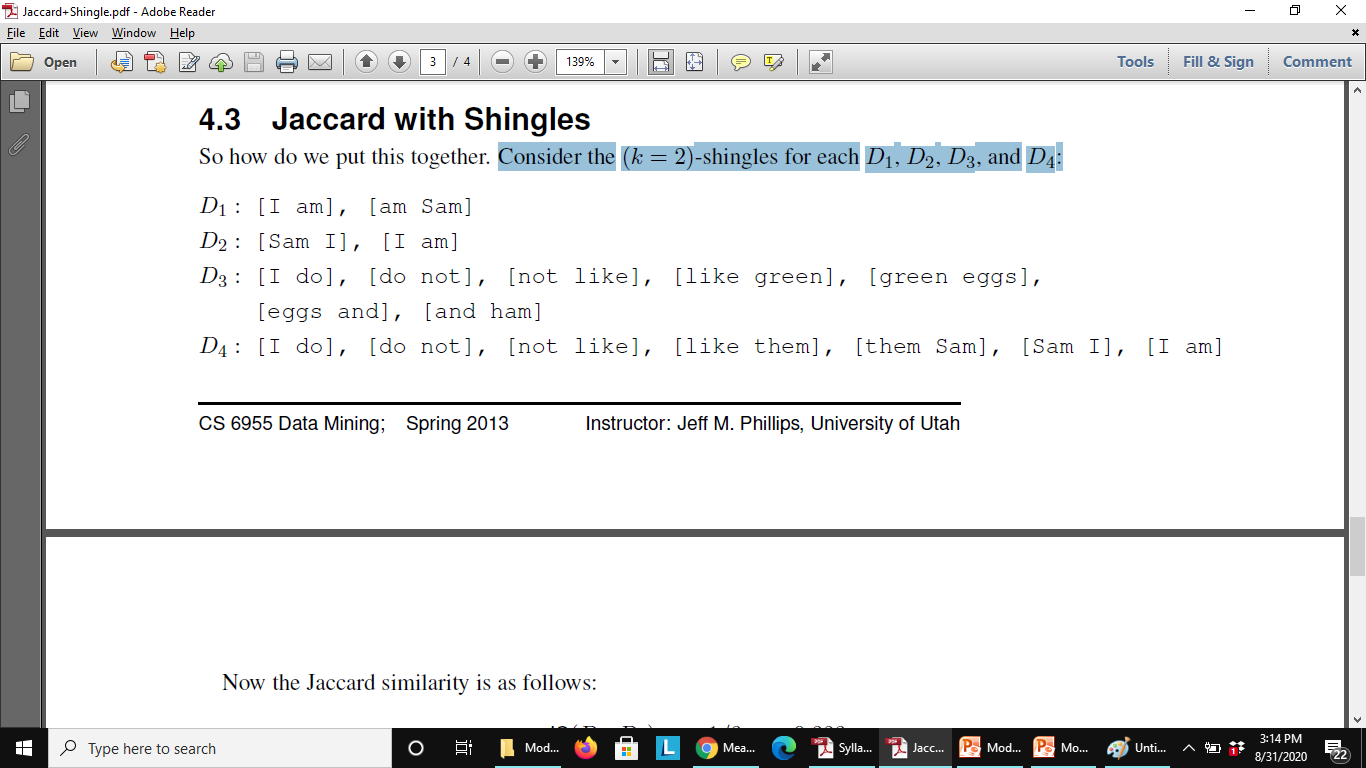 Jaccard+Shingle.pdf - Adobe Reader
File Edit View Window Help
Open 3 / 4 139% Tools Fill & Sign Comment
4.3 Jaccard with Shingles
So how do we put this together. Consider the (k = 2)-shingles for each D₁, D₂, D₃, and D₄:
D₁ : [I am], [am Sam]
D₂ : [Sam I], [I am]
D₃ : [I do], [do not], [not like], [like green], [green eggs],
[eggs and], [and ham]
D₄ : [I do], [do not], [not like], [like them], [them Sam], [Sam I], [I am]
CS 6955 Data Mining; Spring 2013 Instructor: Jeff M. Phillips, University of Utah
Now the Jaccard similarity is as follows:
Type here to search Mod... Mea... Sylla... Jacc... Mod... Mo... Unti... 3:14 PM
8/31/2020 22